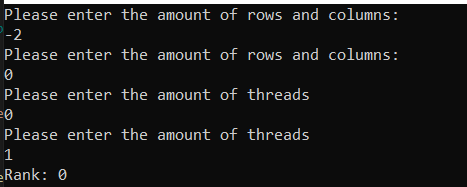 Please enter the amount of rows and columns:
-2
Please enter the amount of rows and columns:
0
Please enter the amount of threads
0
Please enter the amount of threads
1
Rank: 0